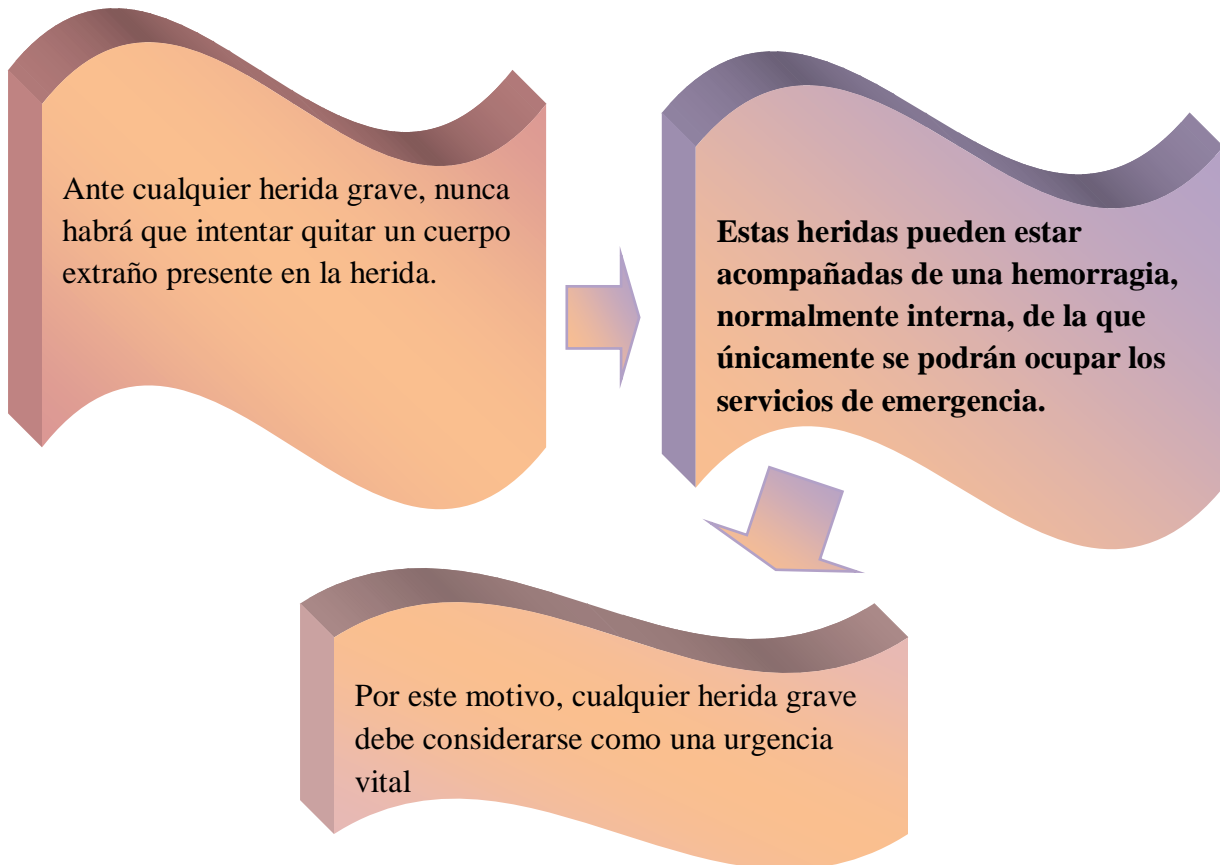 Ante cualquier herida grave, nunca
habrá que intentar quitar un cuerpo
extraño presente en la herida.
Estas heridas pueden estar
acompañadas de una hemorragia,
normalmente interna, de la que
únicamente se podrán ocupar los
servicios de emergencia.
Por este motivo, cualquier herida grave
debe considerarse como una urgencia
vital